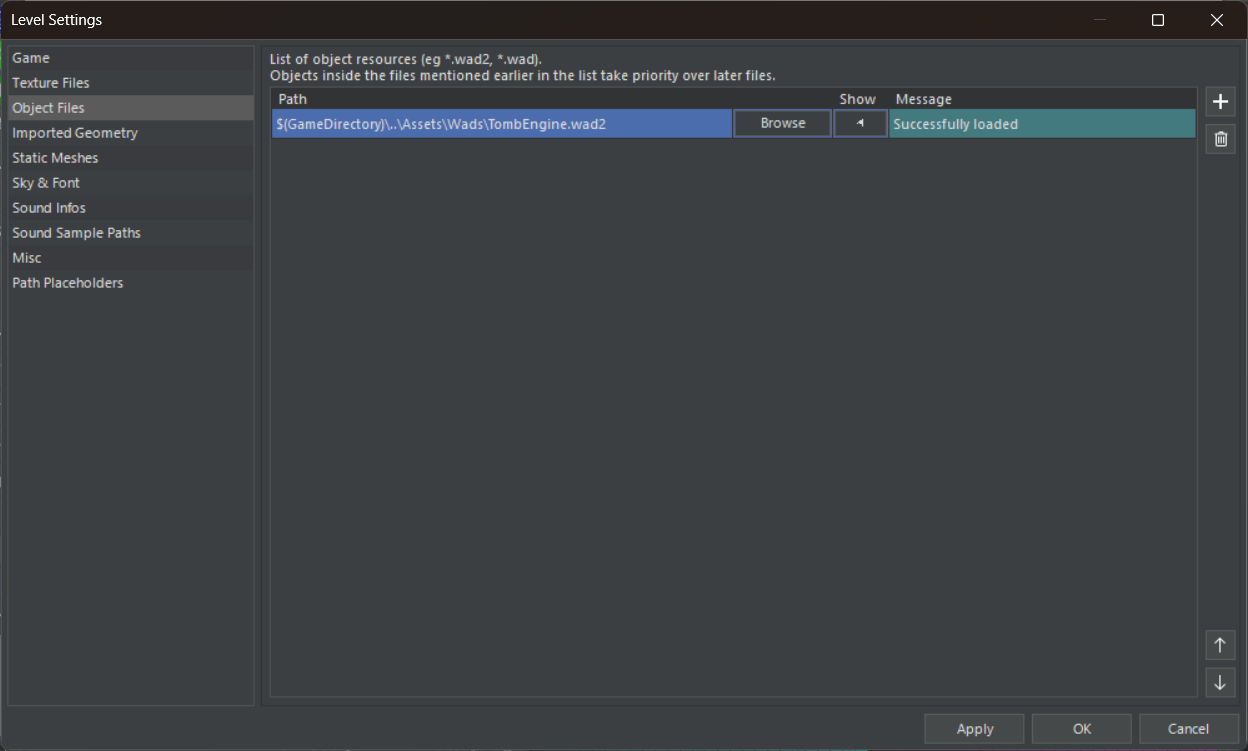 Level Settings
Game
Texture Files
Object Files
Imported Geometry
Static Meshes
Sky & Font
Sound Infos
Sound Sample Paths
Misc
Path Placeholders
List of object resources (eg *.wad2, *.wad).
Objects inside the files mentioned earlier in the list take priority over later files.
Path Show Message
$(GameDirectory)\..\Assets\Wads\TombEngine.wad2 Browse Successfully loaded
Apply OK Cancel